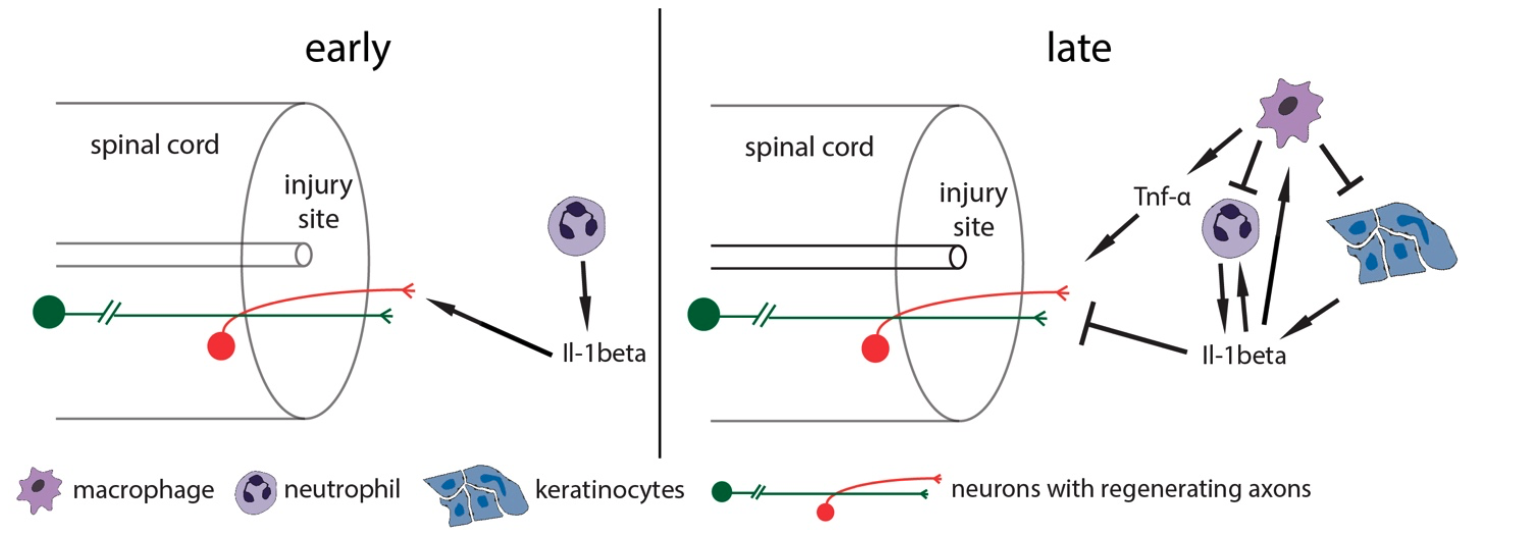 early
spinal cord
injury
site
Il-1beta
late
spinal cord
injury
site
Tnf-α
Il-1beta
macrophage
neutrophil
keratinocytes
neurons with regenerating axons